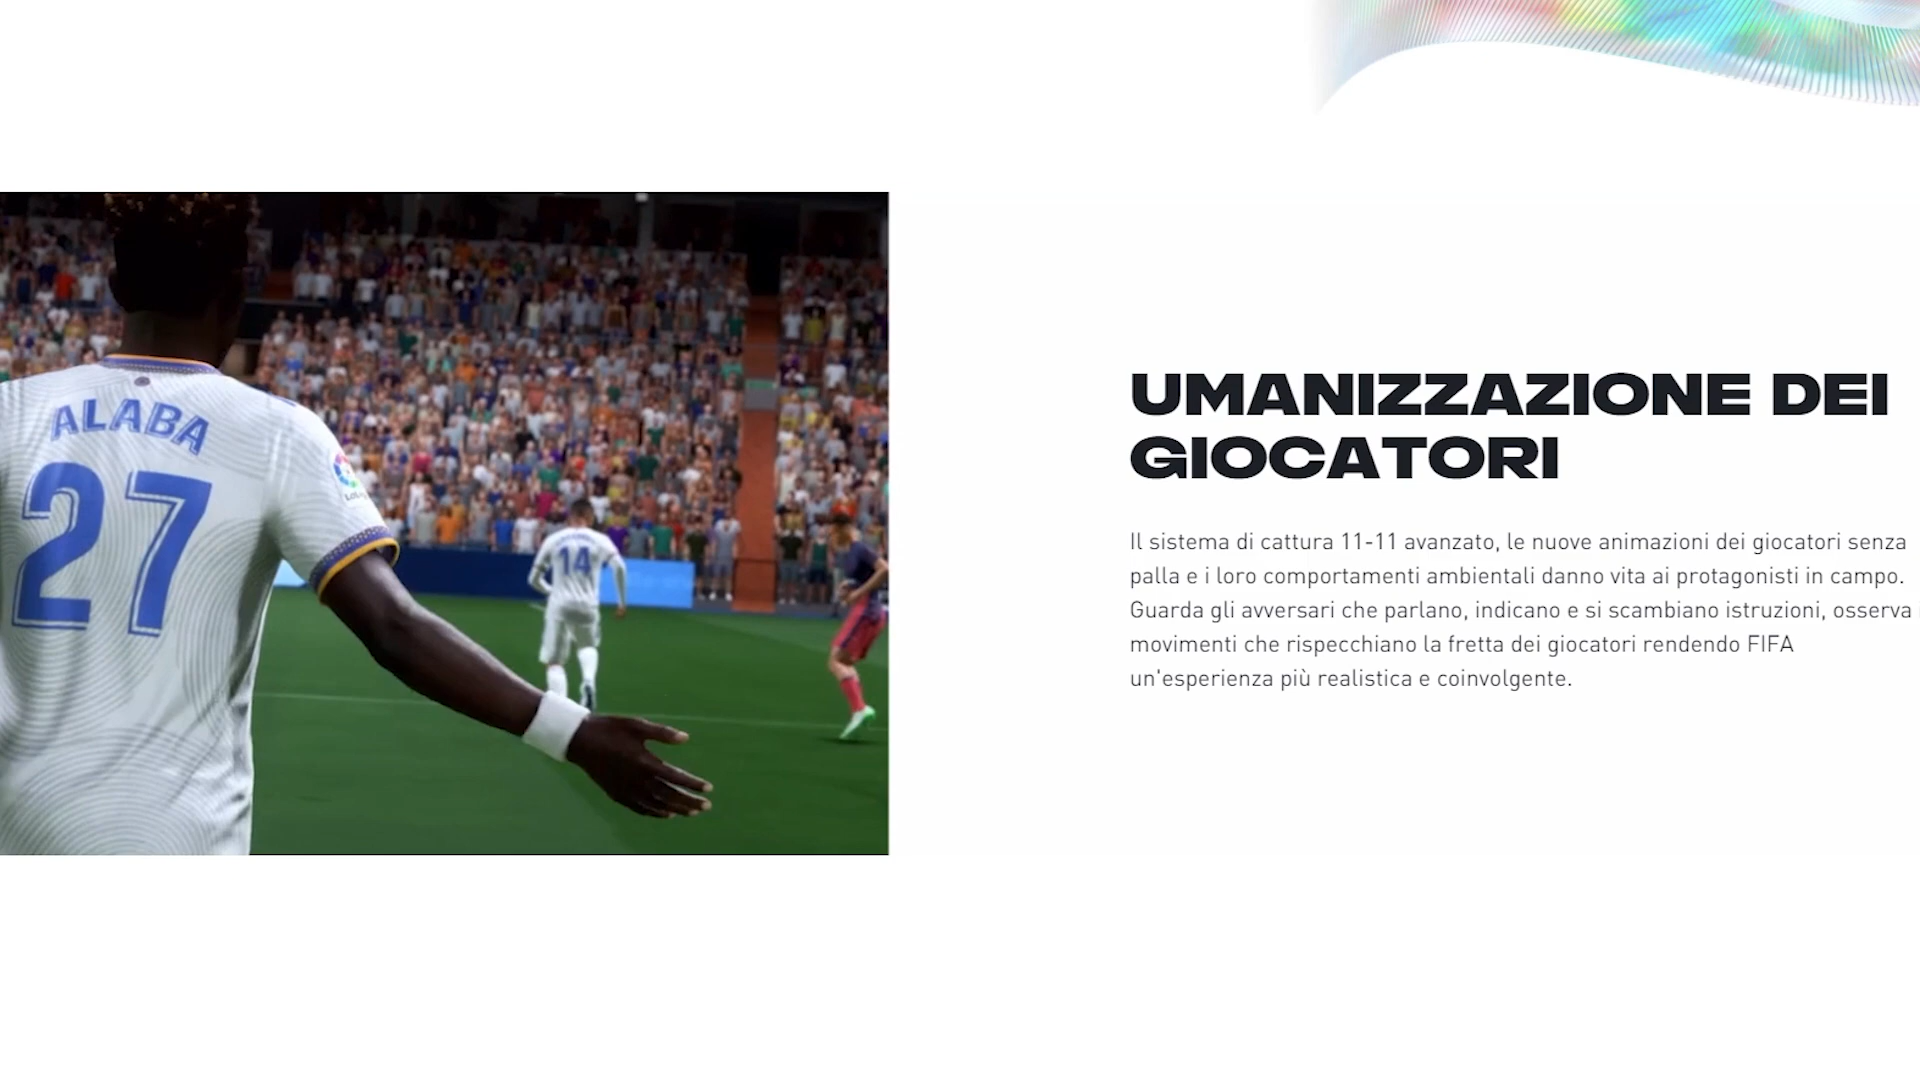 ALABA
27
14
UMANIZZAZIONE DEI
GIOCATORI
Il sistema di cattura 11-11 avanzato, le nuove animazioni dei giocatori senza
palla e i loro comportamenti ambientali danno vita ai protagonisti in campo.
Guarda gli avversari che parlano, indicano e si scambiano istruzioni, osserva
movimenti che rispecchiano la fretta dei giocatori rendendo FIFA
un'esperienza più realistica e coinvolgente.